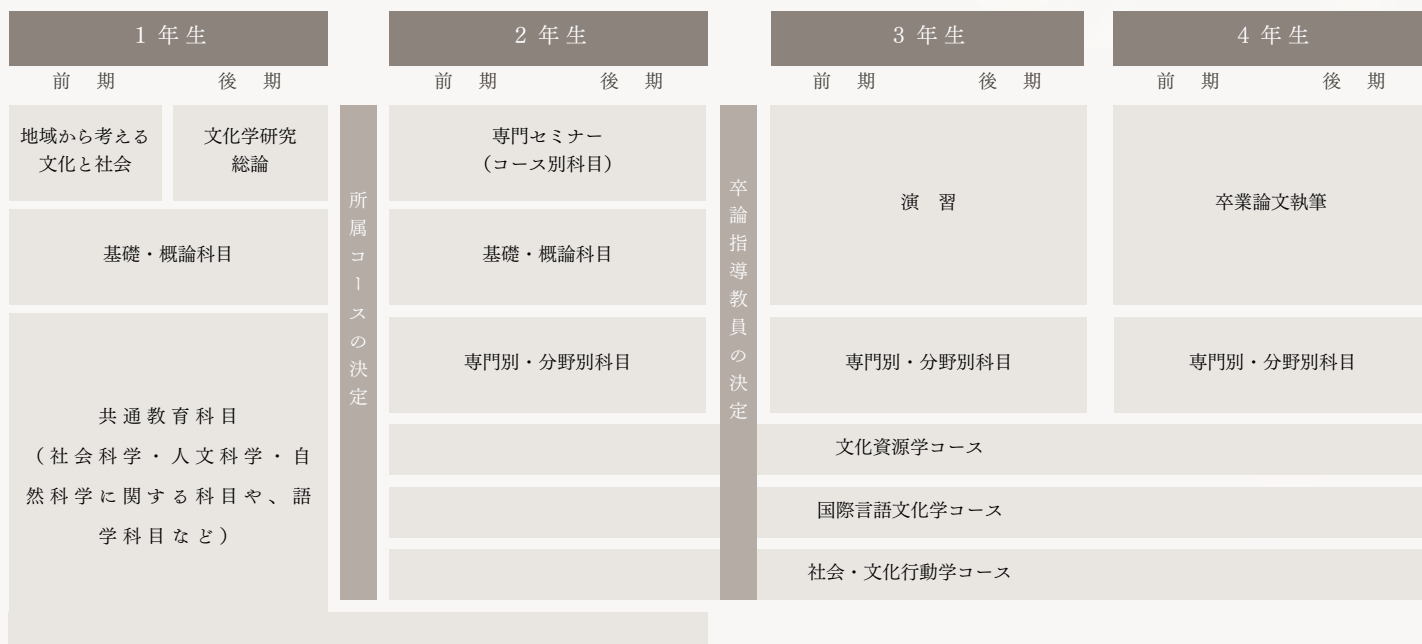 1 年生
前 期
後 期
地域から考える
文化と社会
文化学研究
総論
基礎・概論科目
共通教育科目
（社会科学・人文科学・自
然科学に関する科目や、語
学科目など）
所属コースの決定
2 年生
前 期
後 期
専門セミナー
（コース別科目）
基礎・概論科目
専門別・分野別科目
卒論指導教員の決定
3 年生
前 期
後 期
演 習
専門別・分野別科目
4 年生
前 期
後 期
卒業論文執筆
専門別・分野別科目
文化資源学コース
国際言語文化学コース
社会・文化行動学コース